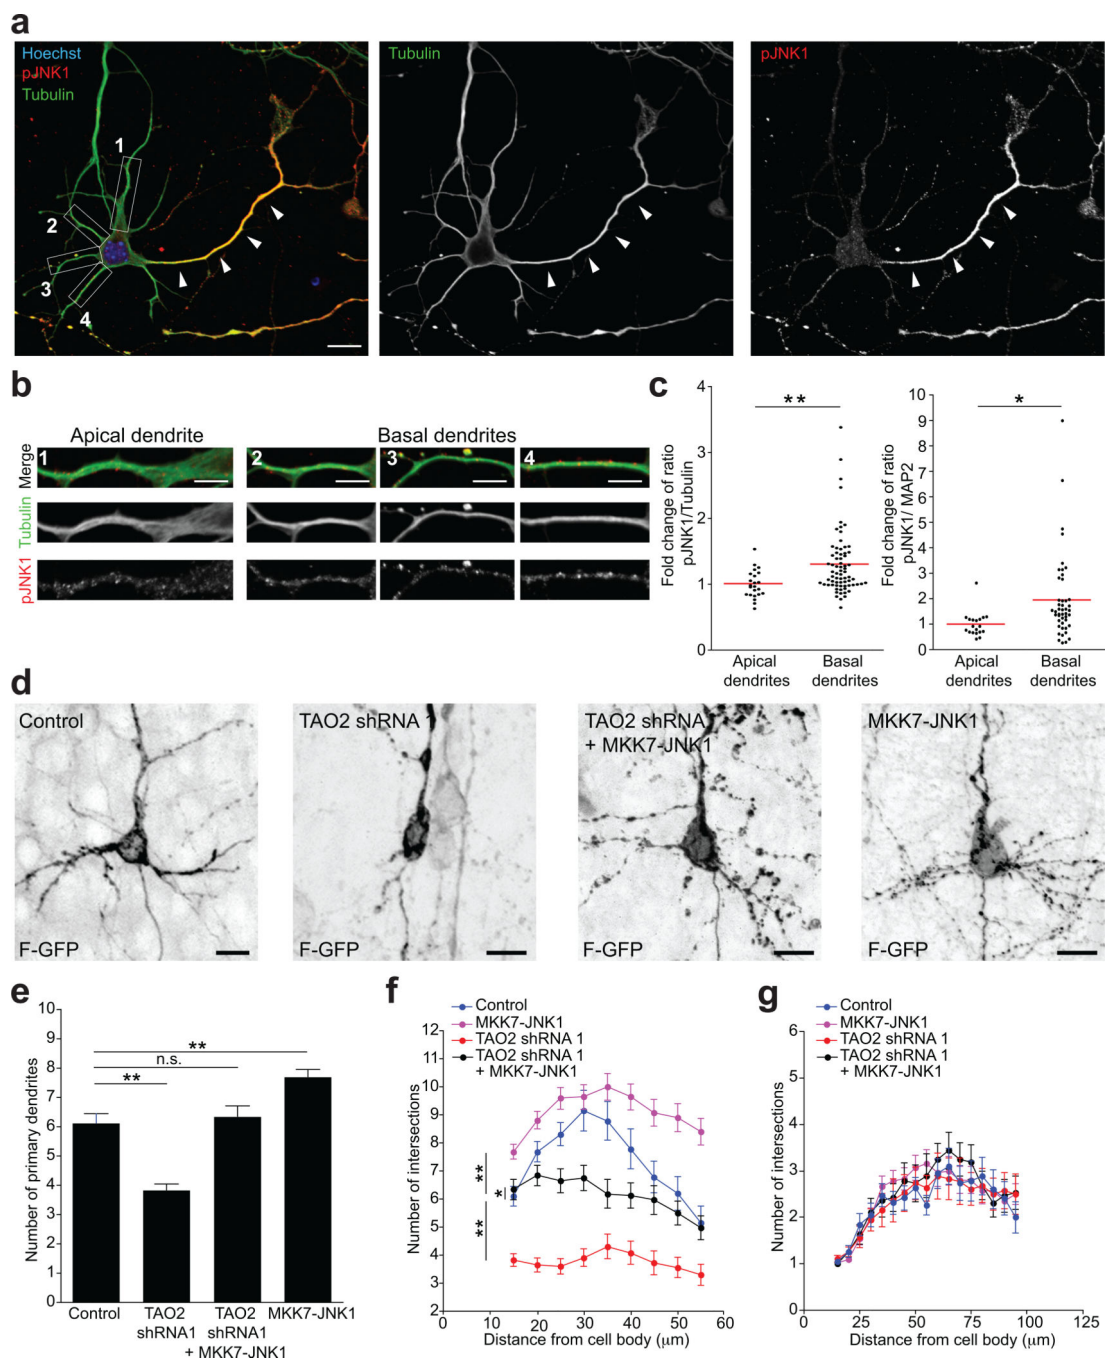 a
Hoechst
pJNK1
Tubulin
1
2
3
4
Tubulin
pJNK1
b
Apical dendrite
Basal dendrites
Merge
Tubulin
pJNK1
1
2
3
4
c
Fold change of ratio
pJNK1/Tubulin
4
3
2
1
0
**
Apical
dendrites
Basal
dendrites
Fold change of ratio
pJNK1/ MAP2
10
9
8
7
6
5
4
3
2
1
0
*
Apical
dendrites
Basal
dendrites
d
Control
F-GFP
TAO2 shRNA 1
F-GFP
TAO2 shRNA
+ MKK7-JNK1
F-GFP
MKK7-JNK1
F-GFP
e
Number of primary dendrites
10
9
8
7
6
5
4
3
2
1
0
**
n.s.
**
Control
TAO2
shRNA1
TAO2
shRNA1
+ MKK7-JNK1
MKK7-JNK1
f
Control
MKK7-JNK1
TAO2 shRNA 1
TAO2 shRNA 1
+ MKK7-JNK1
Number of intersections
12
11
10
9
8
7
6
5
4
3
2
**
*
**
10
20
30
40
50
60
Distance from cell body (μm)
g
Control
MKK7-JNK1
TAO2 shRNA 1
TAO2 shRNA 1
+ MKK7-JNK1
Number of intersections
6
5
4
3
2
1
0
0
25
50
75
100
125
Distance from cell body (μm)